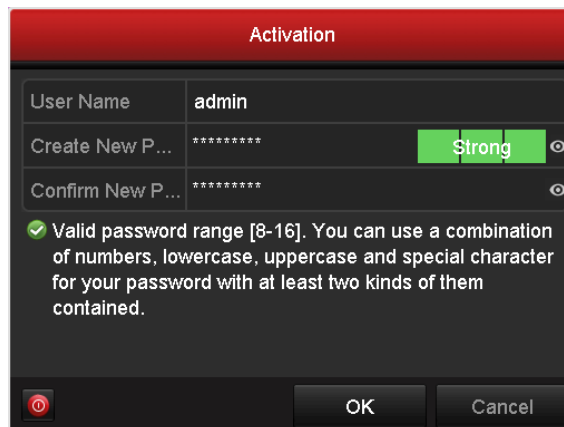 Activation
User Name admin
Create New P... ********* Strong
Confirm New P... *********
Valid password range [8-16]. You can use a combination
of numbers, lowercase, uppercase and special character
for your password with at least two kinds of them
contained.
OK Cancel